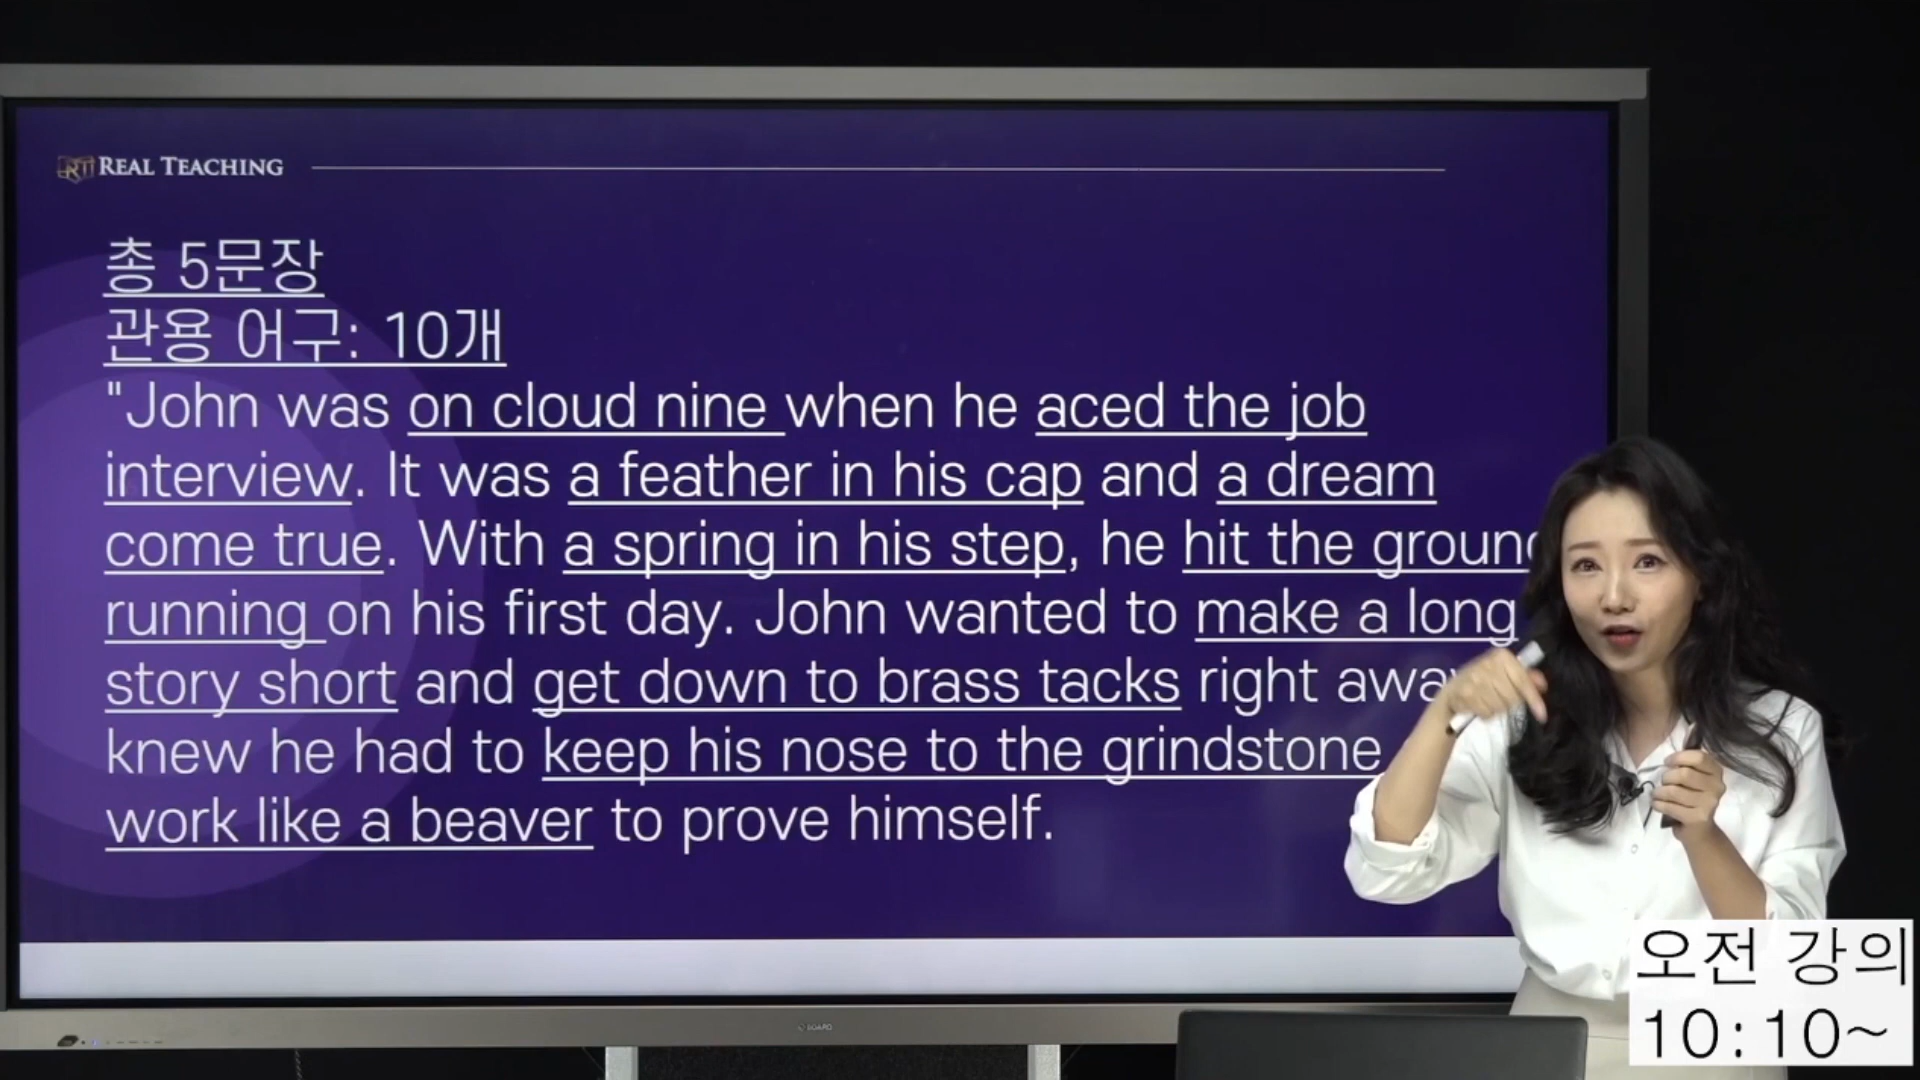 REAL TEACHING
총 5문장
관용 어구: 10개
"John was on cloud nine when he aced the job
interview. It was a feather in his cap and a dream
come true. With a spring in his step, he hit the
running on his first day. John wanted to make a long
story short and get down to brass tacks right
knew he had to keep his nose to the grindstone
work like a beaver to prove himself.
오전 강의
10:10~